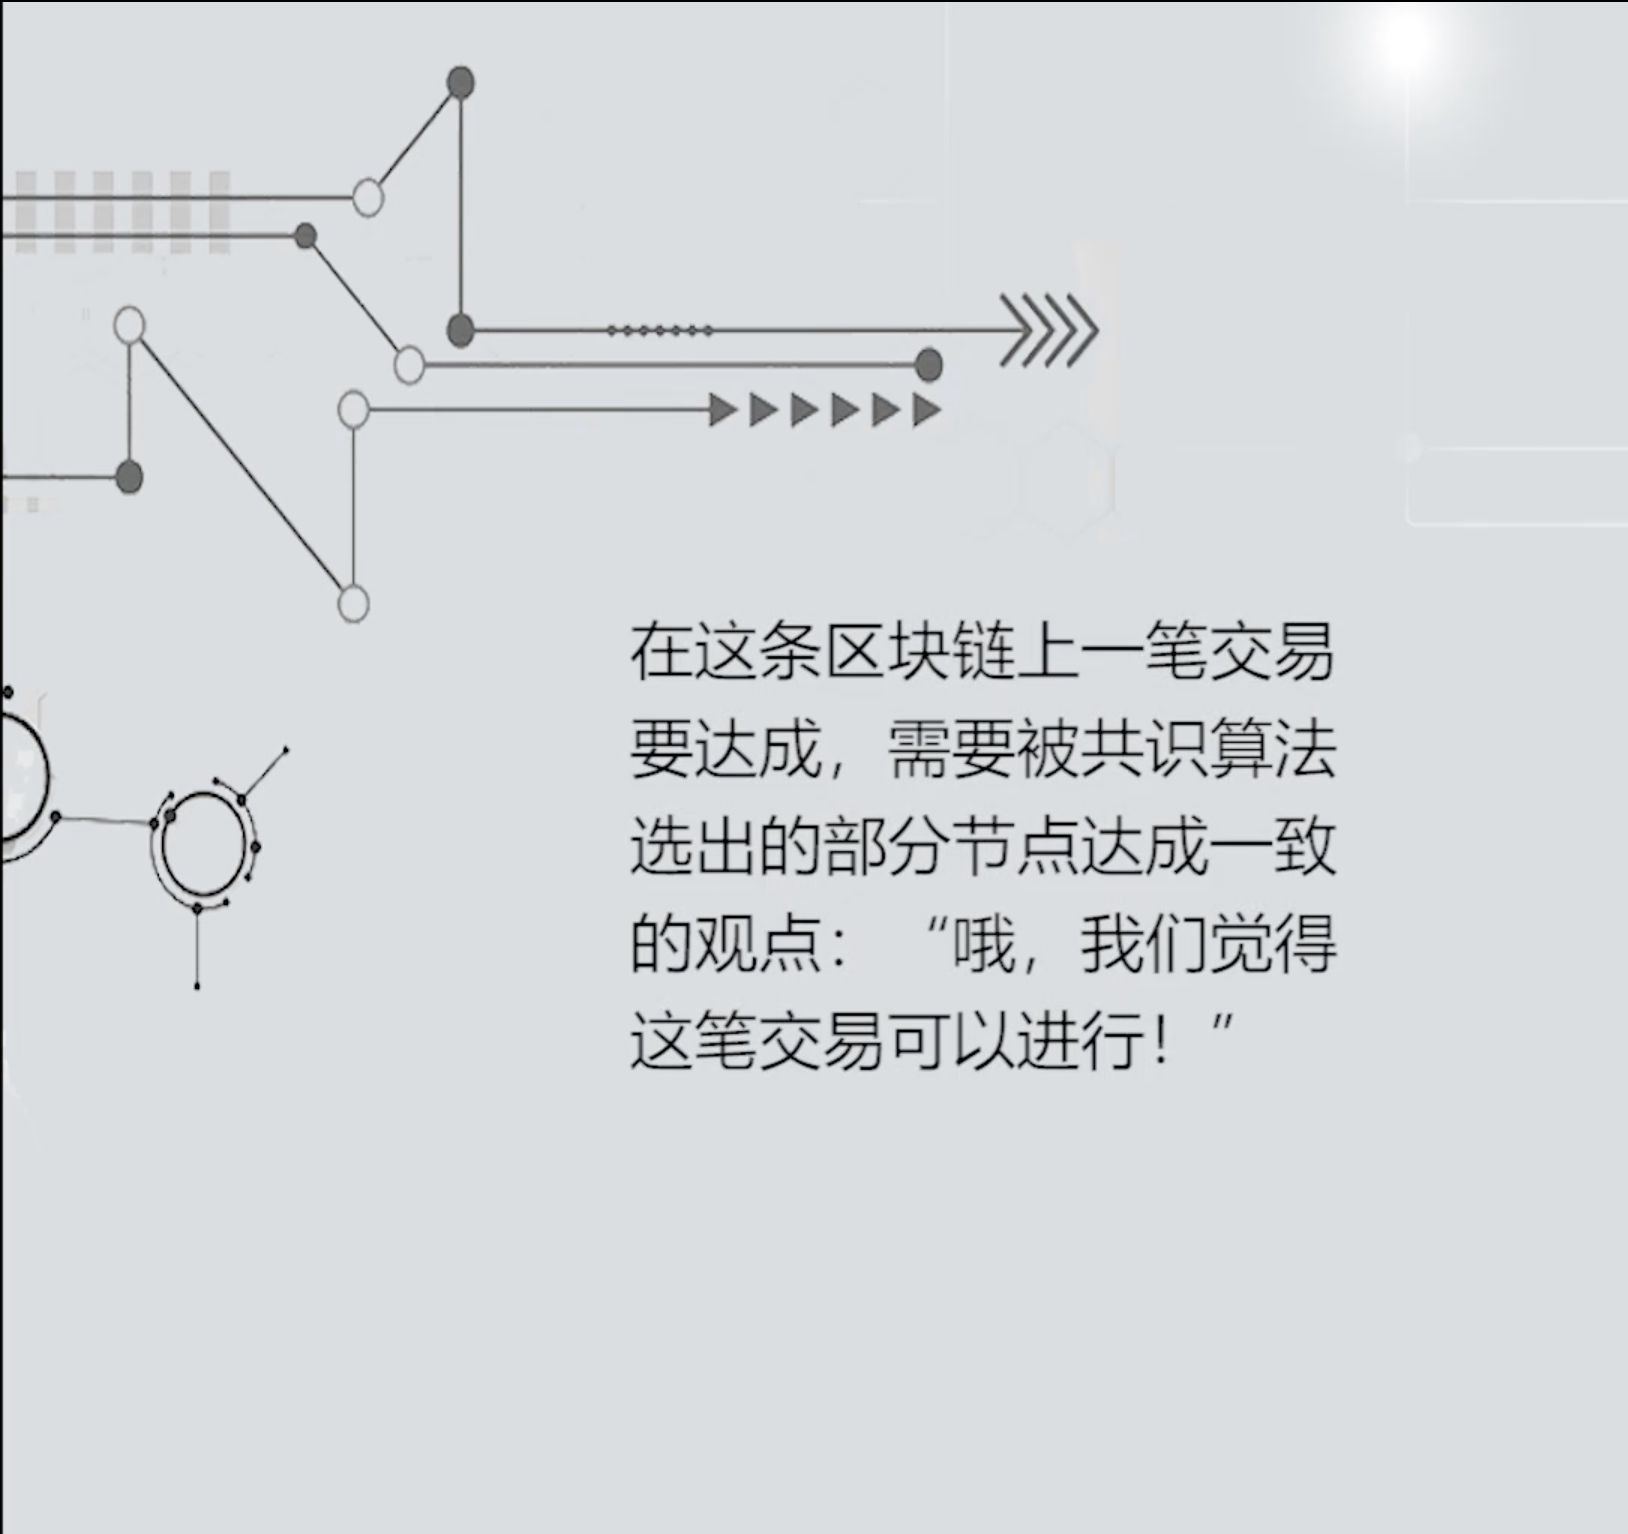 在这条区块链上一笔交易
要达成，需要被共识算法
选出的部分节点达成一致
的观点：“哦，我们觉得
这笔交易可以进行！”